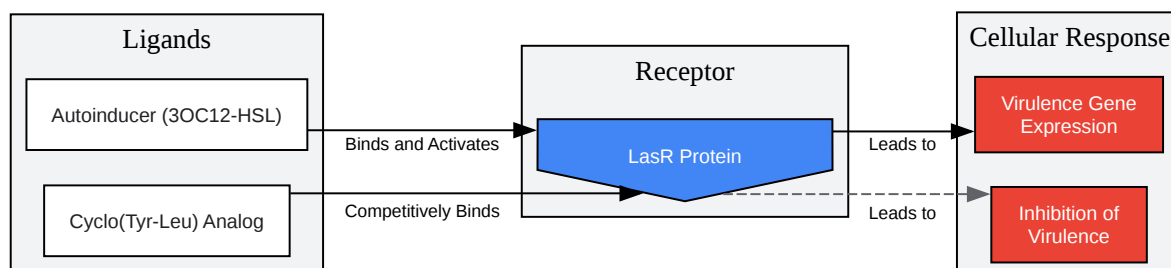 Ligands
Autoinducer (3OC12-HSL)
Cyclo(Tyr-Leu) Analog
Binds and Activates
Competitively Binds
Receptor
LasR Protein
Leads to
Leads to
Cellular Response
Virulence Gene
Expression
Inhibition of
Virulence